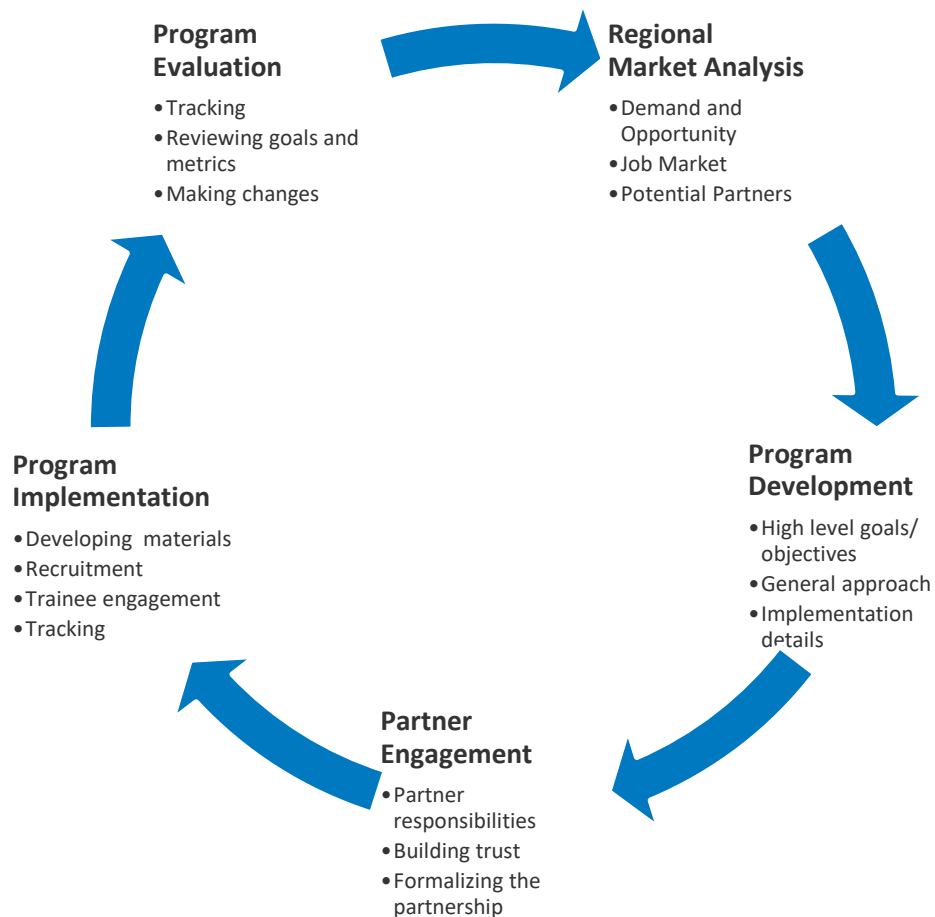 Program
Evaluation
•Tracking
•Reviewing goals and
metrics
•Making changes
Regional
Market Analysis
•Demand and
Opportunity
•Job Market
•Potential Partners
Program
Development
•High level goals/
objectives
•General approach
•Implementation
details
Partner
Engagement
•Partner
responsibilities
•Building trust
•Formalizing the
partnership
Program
Implementation
•Developing materials
•Recruitment
•Trainee engagement
•Tracking